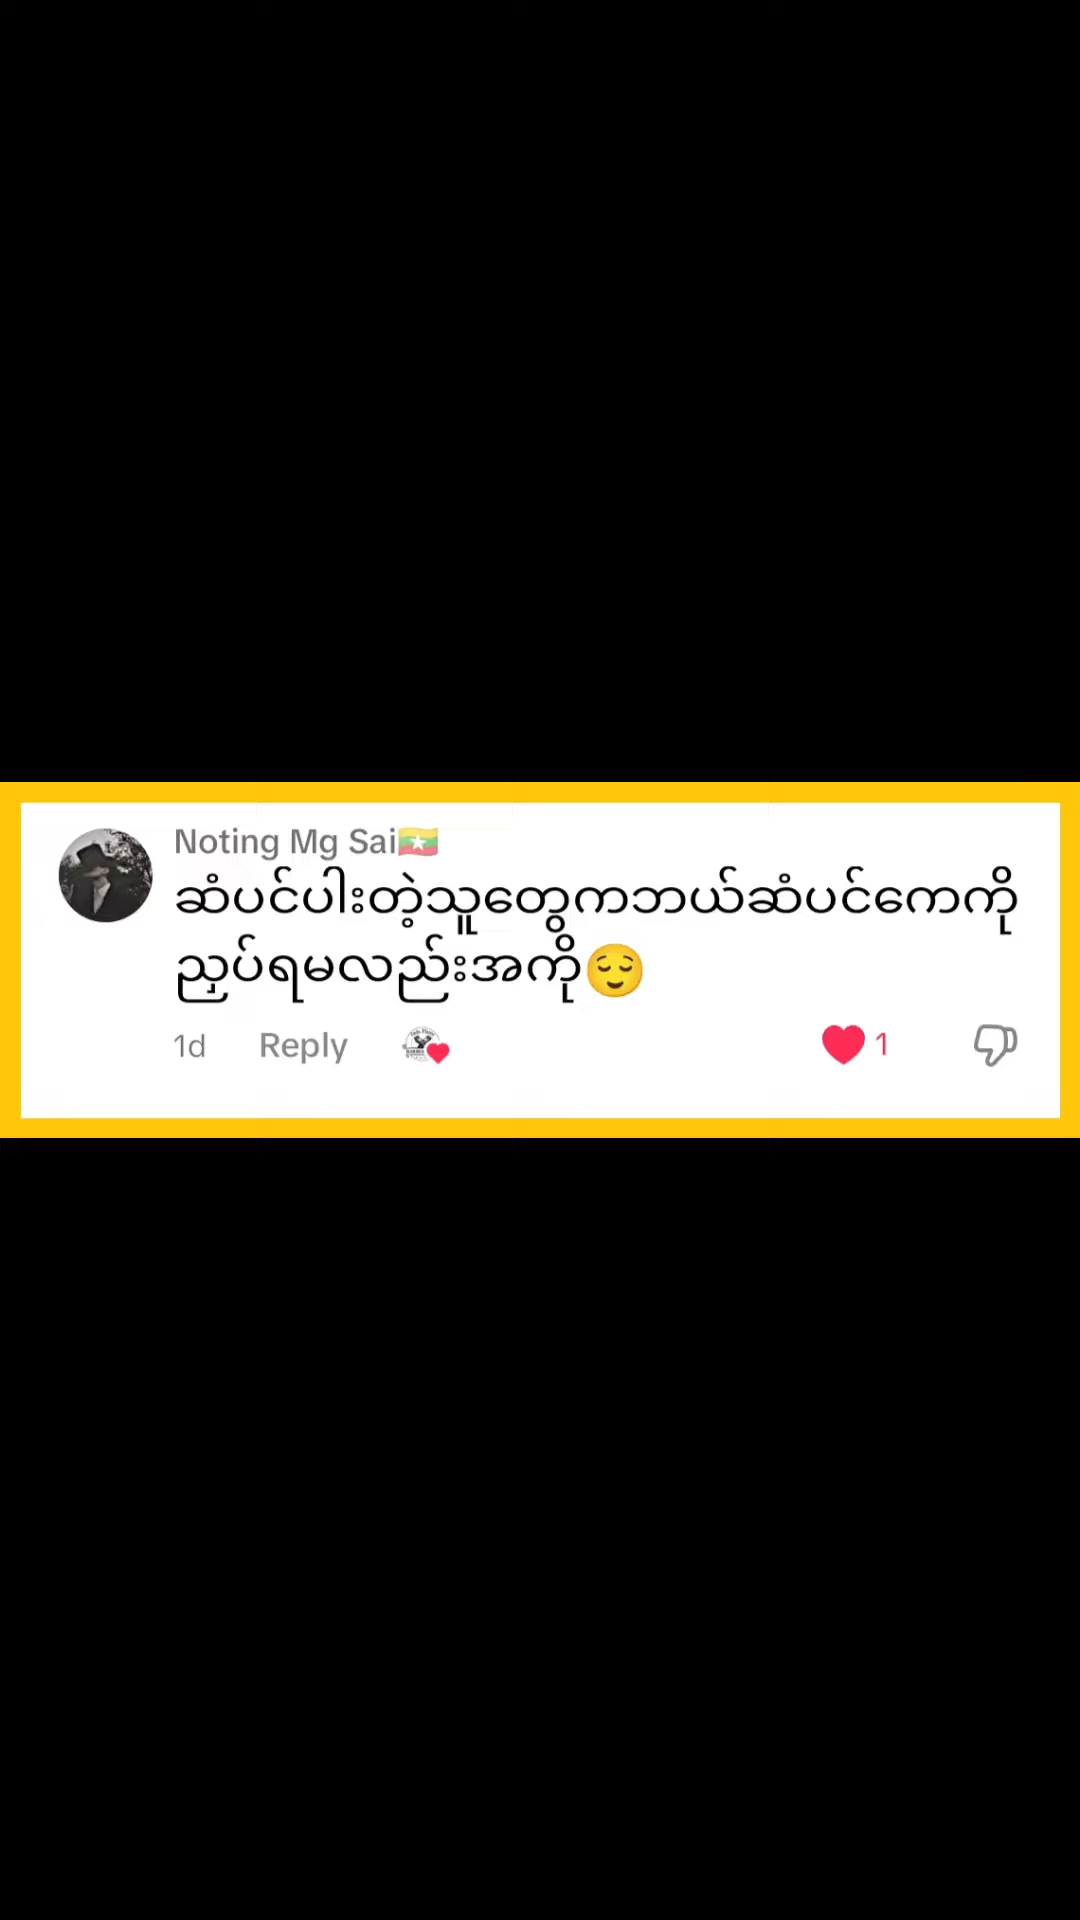 Noting Mg Sai🇲🇲
ဆံပင်ပါးတဲ့သူတွေကဘယ်ဆံပင်ကေကို
ညှပ်ရမလည်းအကို😌
1d Reply 1